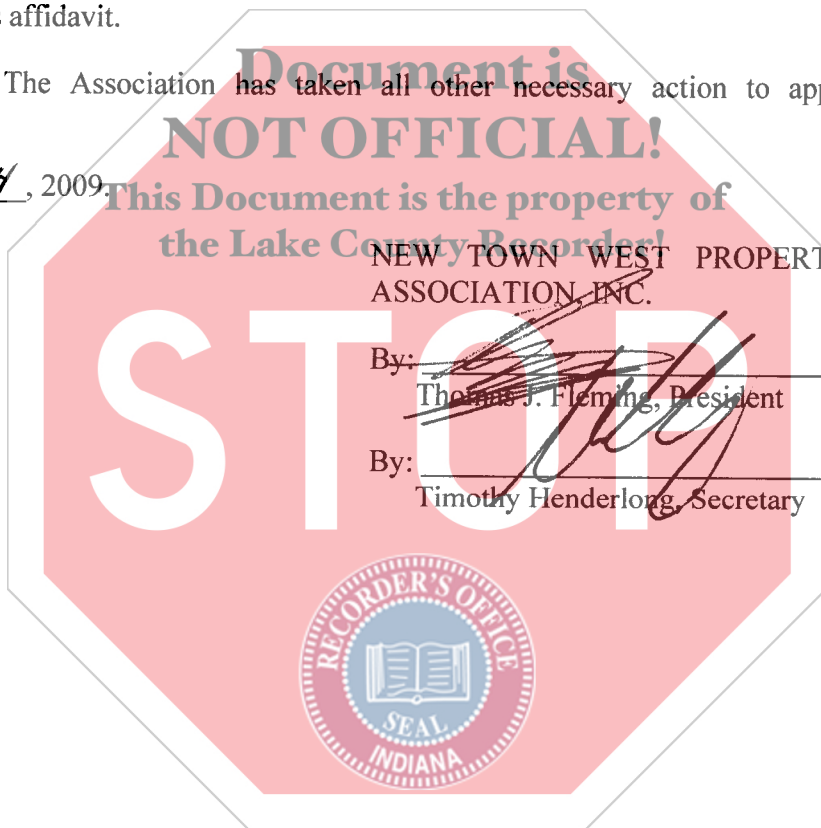 affidavit.
Document is
The Association has taken all other necessary action to
NOT OFFICIAL!
, 2009.
This Document is the property of
the Lake County Recorder!
NEW TOWN WEST
ASSOCIATION, INC.
STOP
By:
Thomas J. Fleming, President
By:
Timothy Henderlong, Secretary
RECORDER'S OFFICE
SEAL
INDIANA